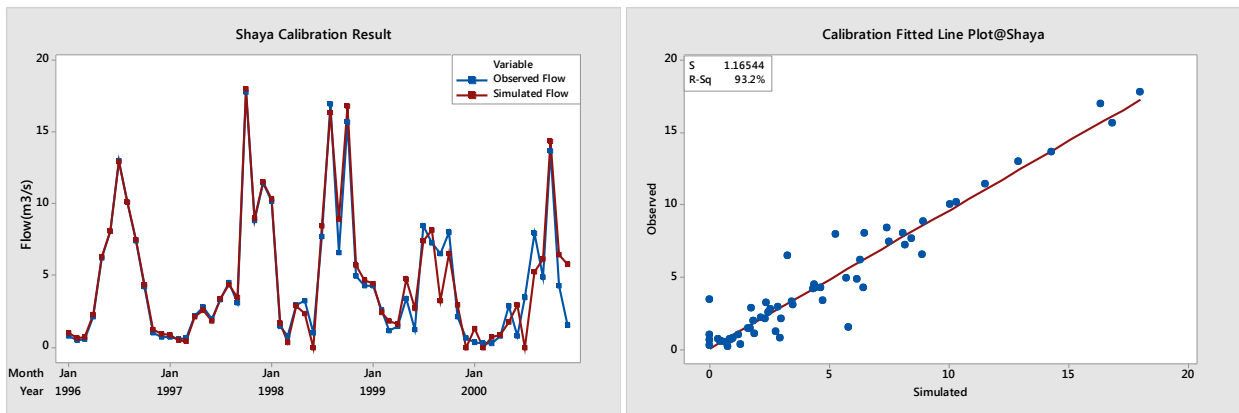 Shaya Calibration Result
Variable
Observed Flow
Simulated Flow
Flow(m3/s)
20
15
10
5
0
Month Jan Jan Jan Jan Jan
Year 1996 1997 1998 1999 2000
Calibration Fitted Line Plot@Shaya
S 1.16544
R-Sq 93.2%
Observed
20
15
10
5
0
0 5 10 15 20
Simulated